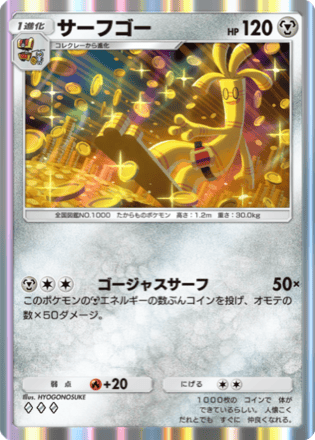 1進化
サーフゴー
HP 120
コレクレーから進化
全国図鑑NO.1000 たからものポケモン 高さ：1.2m 重さ：30.0kg
ゴージャスサーフ 50×
このポケモンのエネルギーの数ぶんコインを投げ、オモテの
数×50ダメージ。
弱点 +20 にげる
Illus. HYOGONOSUKE
1000枚の コインで 体が
できているらしい。 人懐こく
だれとでも すぐに 仲良くなれる。